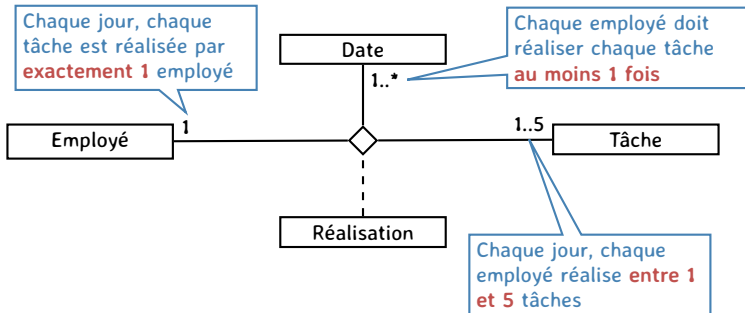 Chaque jour, chaque
tâche est réalisée par
exactement 1 employé
Date
Chaque employé doit
réaliser chaque tâche
au moins 1 fois
1..*
Employé
1
1..5
Tâche
Réalisation
Chaque jour, chaque
employé réalise entre 1
et 5 tâches